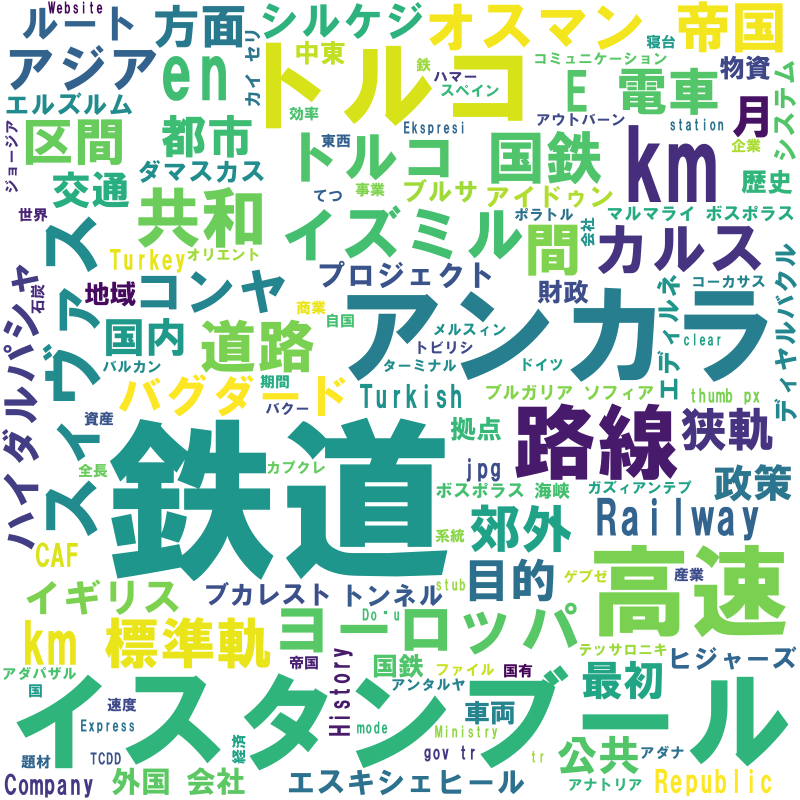 Website
ルート
方面
シルケジ
オスマン
帝国
アジア
en
カイ セリ
中東
鉄
ハマー
コミュニケーション
寝台
物資
トルコ
スペイン
E
電車
システム
エルズルム
効率
アウトバーン
月
ジョージア
区間
都市
東西
Ekspresi
station
企業
ダマスカス
トルコ
国鉄
km
歴史
交通
共和
てつ
事業
ブルサ
アイドゥン
世界
イズミル
ポラトル
会社
マルマライ ボスポラス
間
カルス
Turkey
オリエント
スィヴァス
石炭
地域
コンヤ
プロジェクト
財政
コーカサス
エディルネ
ディヤルバクル
商業
自国
アンカラ
国内
道路
メルスィン
トビリシ
clear
バルカン
ターミナル
ドイツ
ハイダルパシャ
期間
バグダード
Turkish
ブルガリア ソフィア
thumb px
資産
バクー
鉄道
拠点
路線
狭軌
全長
カプクレ
jpg
ボスポラス 海峡
ガズィアンテプ
政策
系統
郊外
Railway
CAF
高速
イギリス
ブカレスト
トンネル
stub
目的
ゲブゼ
産業
km
標準軌
Do
u
ヨーロッパ
テッサロニキ
ヒジャーズ
帝国
History
国鉄
ファイル
国有
最初
アダパザル
国
アンタルヤ
イスタンブール
速度
Express
mode
車両
Ministry
経済
題材
TCDD
gov tr
tr
公共
アダナ
Company
外国 会社
エスキシェヒール
アナトリア
Republic